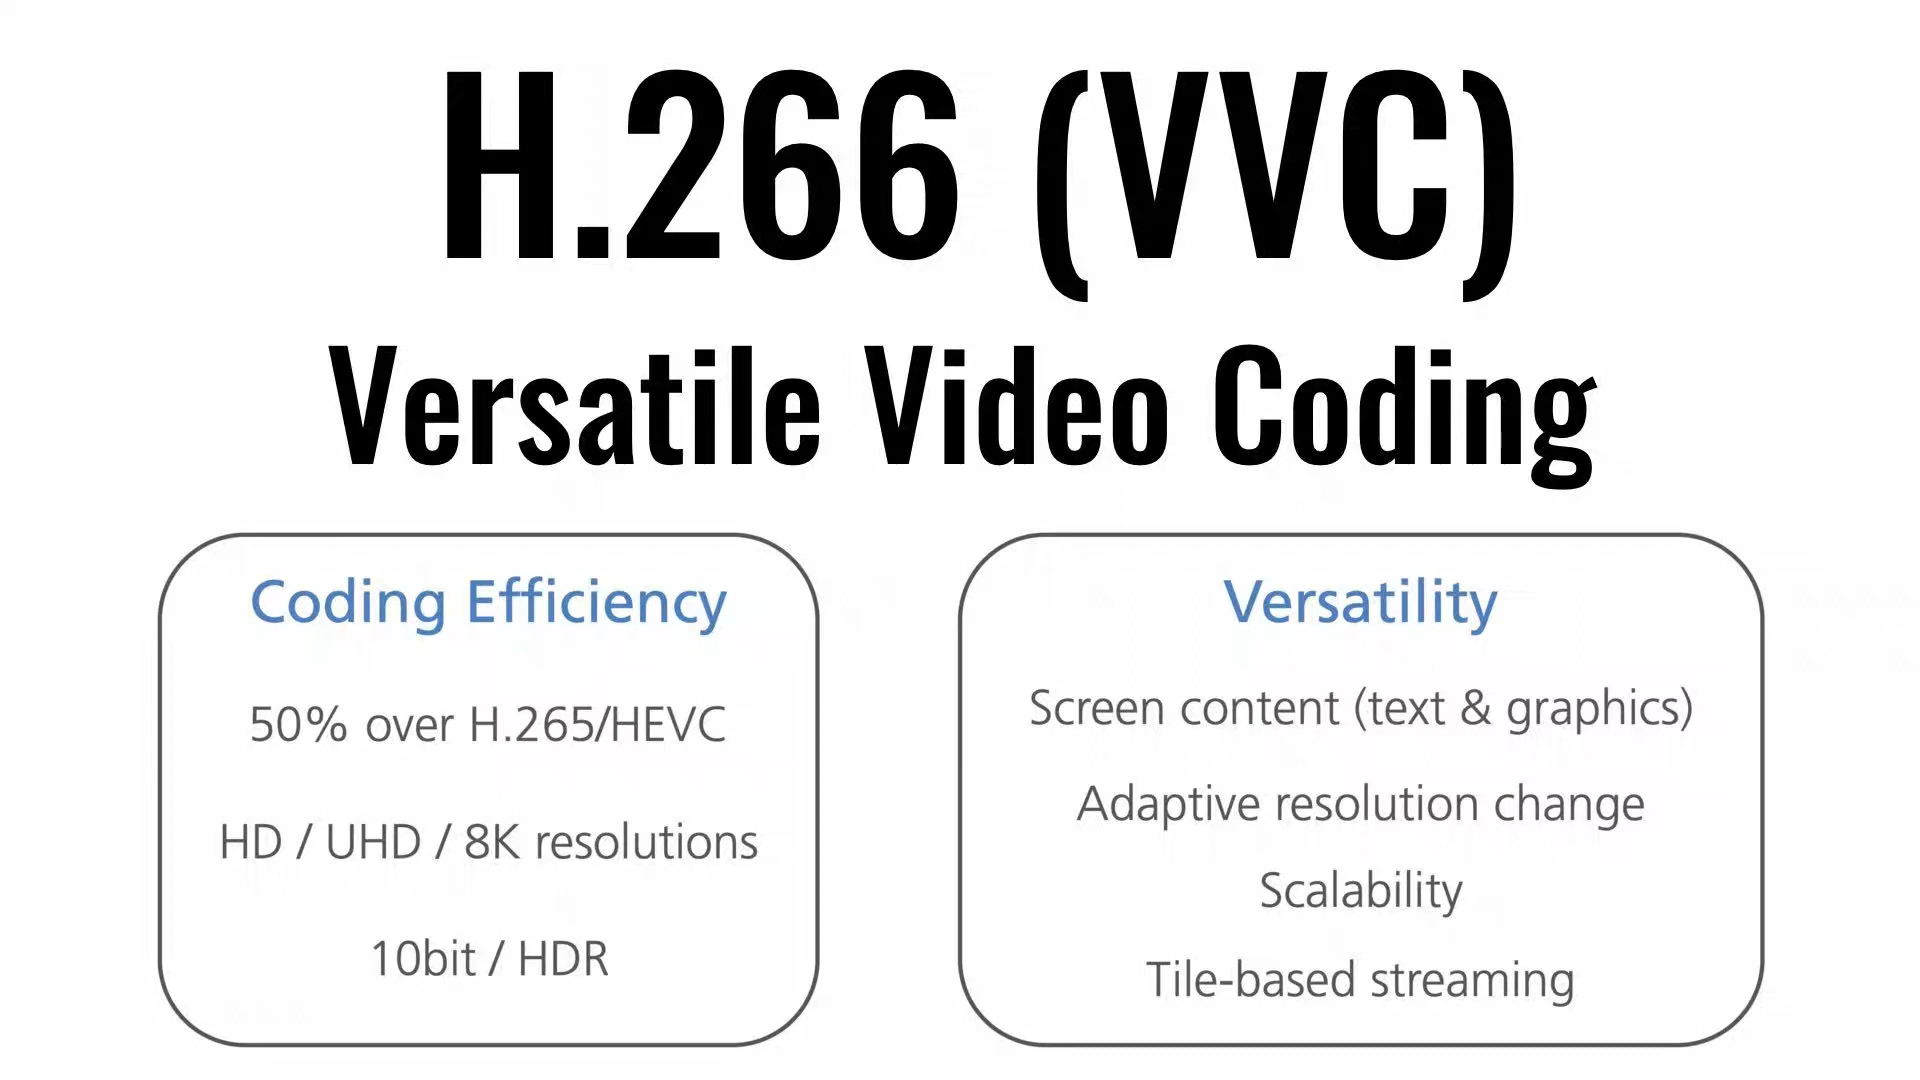 H.266 (VVC)
Versatile Video Coding
Coding Efficiency
50% over H.265/HEVC
HD / UHD / 8K resolutions
10bit / HDR
Versatility
Screen content (text & graphics)
Adaptive resolution change
Scalability
Tile-based streaming